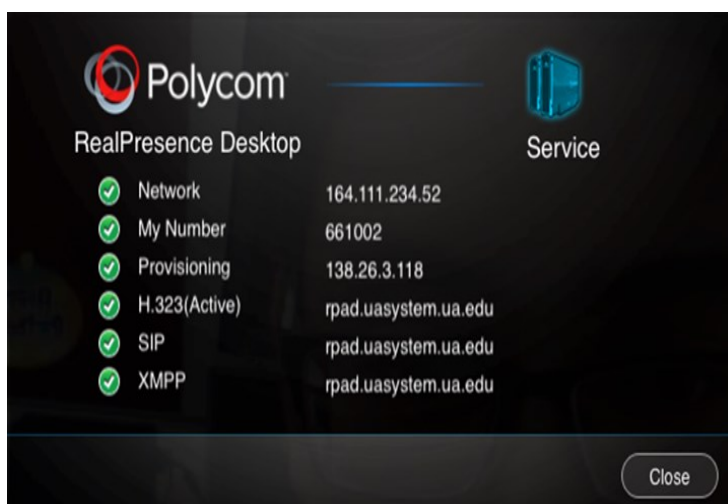 Polycom
RealPresence Desktop
Service
Network 164.111.234.52
My Number 661002
Provisioning 138.26.3.118
H.323(Active) rpad.uasystem.ua.edu
SIP rpad.uasystem.ua.edu
XMPP rpad.uasystem.ua.edu
Close